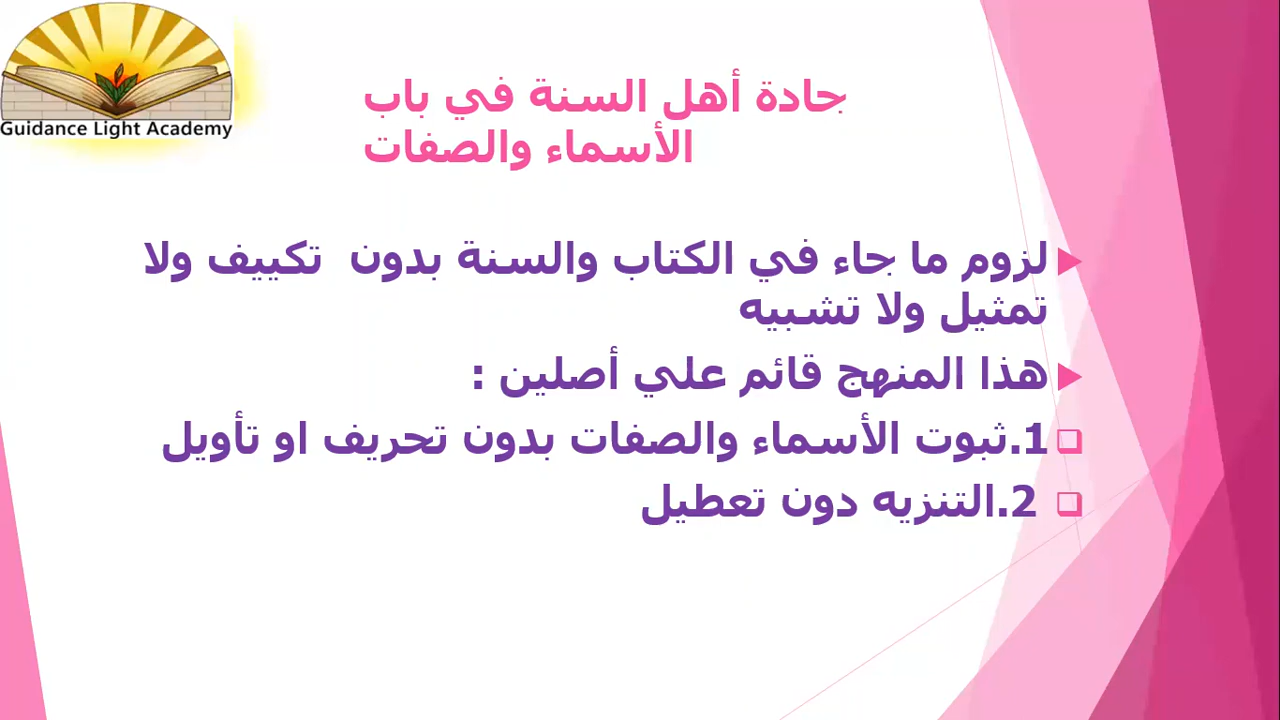 Guidance Light Academy
جادة أهل السنة في باب
الأسماء والصفات
لزوم ما جاء في الكتاب والسنة بدون تكييف ولا
تمثيل ولا تشبيه
هذا المنهج قائم علي أصلين :
1.ثبوت الأسماء والصفات بدون تحريف او تأويل
2.التنزيه دون تعطيل